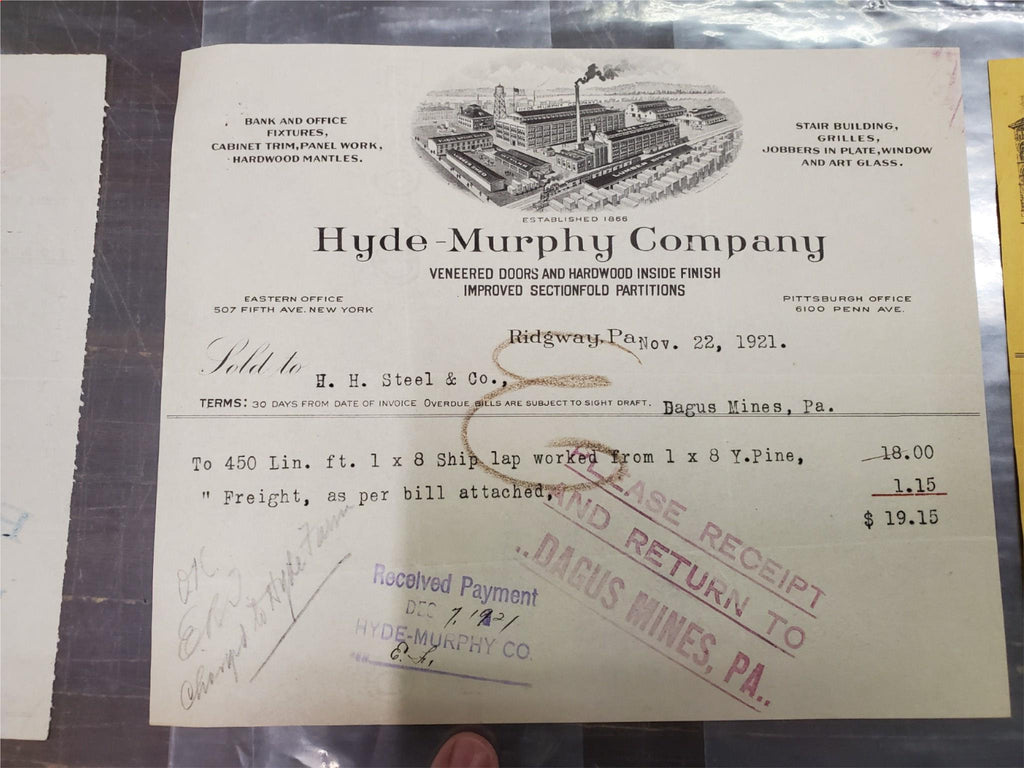 BANK AND OFFICE
FIXTURES,
CABINET TRIM, PANEL WORK,
HARDWOOD MANTLES.
STAIR BUILDING,
GRILLES,
JOBBERS IN PLATE, WINDOW
AND ART GLASS.
ESTABLISHED 1866
Hyde-Murphy Company
VENEERED DOORS AND HARDWOOD INSIDE FINISH
IMPROVED SECTIONFOLD PARTITIONS
EASTERN OFFICE
507 FIFTH AVE. NEW YORK
PITTSBURGH OFFICE
6100 PENN AVE.
Ridgway, Pa Nov. 22, 1921.
Sold to H. H. Steel & Co.,
TERMS: 30 DAYS FROM DATE OF INVOICE OVERDUE BILLS ARE SUBJECT TO SIGHT DRAFT. Dagus Mines, Pa.
To 450 Lin. ft. 1 x 8 Ship lap worked from 1 x 8 Y.Pine, 18.00
" Freight, as per bill attached, 1.15
$ 19.15
PLEASE RECEIPT
AND RETURN TO
..DAGUS MINES, PA..
OK
Charged to Hyde Farm
Received Payment
DEC 7, 1921
HYDE-MURPHY CO.